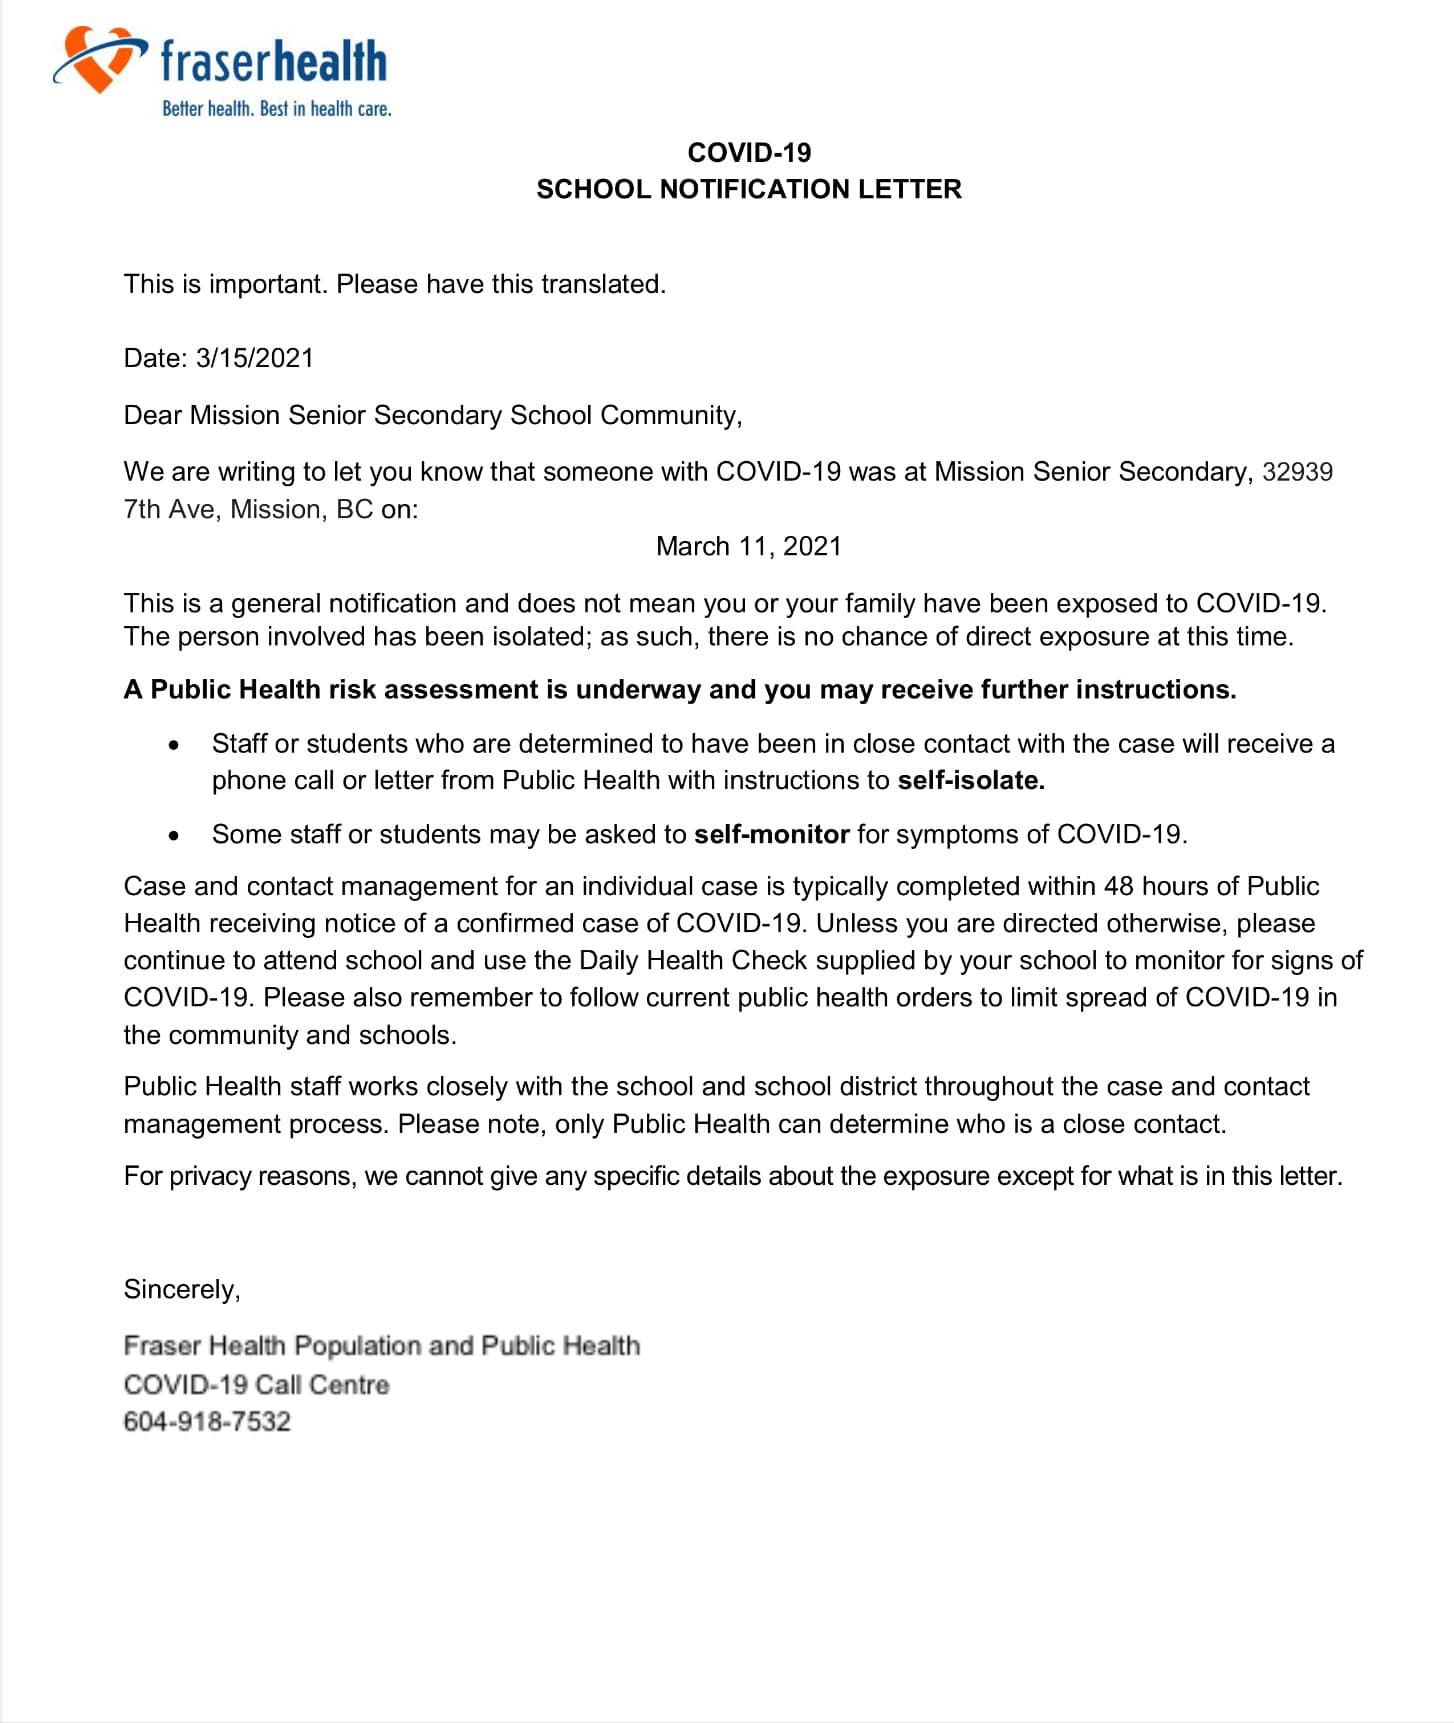 fraserhealth
Better health. Best in health care.
COVID-19
SCHOOL NOTIFICATION LETTER
This is important. Please have this translated.
Date: 3/15/2021
Dear Mission Senior Secondary School Community,
We are writing to let you know that someone with COVID-19 was at Mission Senior Secondary, 32939
7th Ave, Mission, BC on:
March 11, 2021
This is a general notification and does not mean you or your family have been exposed to COVID-19.
The person involved has been isolated; as such, there is no chance of direct exposure at this time.
A Public Health risk assessment is underway and you may receive further instructions.
• Staff or students who are determined to have been in close contact with the case will receive a
phone call or letter from Public Health with instructions to self-isolate.
• Some staff or students may be asked to self-monitor for symptoms of COVID-19.
Case and contact management for an individual case is typically completed within 48 hours of Public
Health receiving notice of a confirmed case of COVID-19. Unless you are directed otherwise, please
continue to attend school and use the Daily Health Check supplied by your school to monitor for signs of
COVID-19. Please also remember to follow current public health orders to limit spread of COVID-19 in
the community and schools.
Public Health staff works closely with the school and school district throughout the case and contact
management process. Please note, only Public Health can determine who is a close contact.
For privacy reasons, we cannot give any specific details about the exposure except for what is in this letter.
Sincerely,
Fraser Health Population and Public Health
COVID-19 Call Centre
604-918-7532